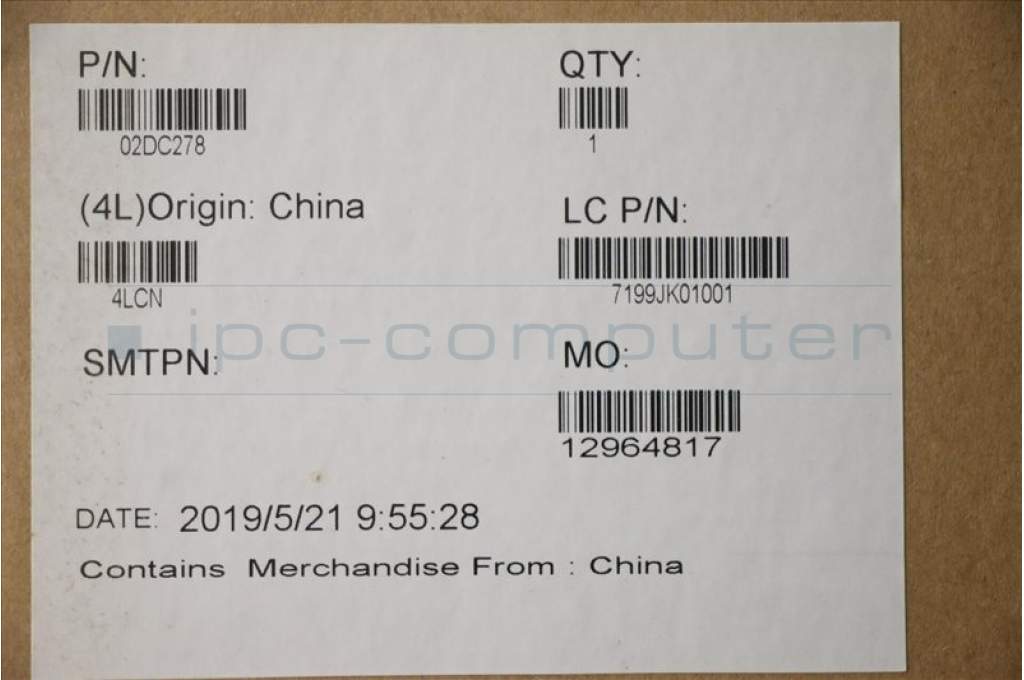 P/N:
02DC278
QTY:
1
(4L)Origin: China
4LCN
LC P/N:
7199JK01001
ipc-computer
SMTPN:
MO:
12964817
DATE: 2019/5/21 9:55:28
Contains Merchandise From : China